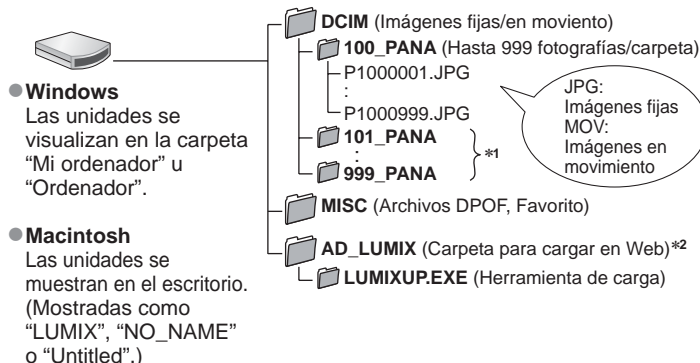 ●Windows
Las unidades se
visualizan en la carpeta
“Mi ordenador” u
“Ordenador”.
●Macintosh
Las unidades se
muestran en el escritorio.
(Mostradas como
“LUMIX”, “NO_NAME”
o “Untitled”.)
DCIM (Imágenes fijas/en moviento)
100_PANA (Hasta 999 fotografías/carpeta)
P1000001.JPG
:
P1000999.JPG
101_PANA
:
999_PANA
*1
JPG:
Imágenes fijas
MOV:
Imágenes en
movimiento
MISC (Archivos DPOF, Favorito)
AD_LUMIX (Carpeta para cargar en Web)*2
LUMIXUP.EXE (Herramienta de carga)